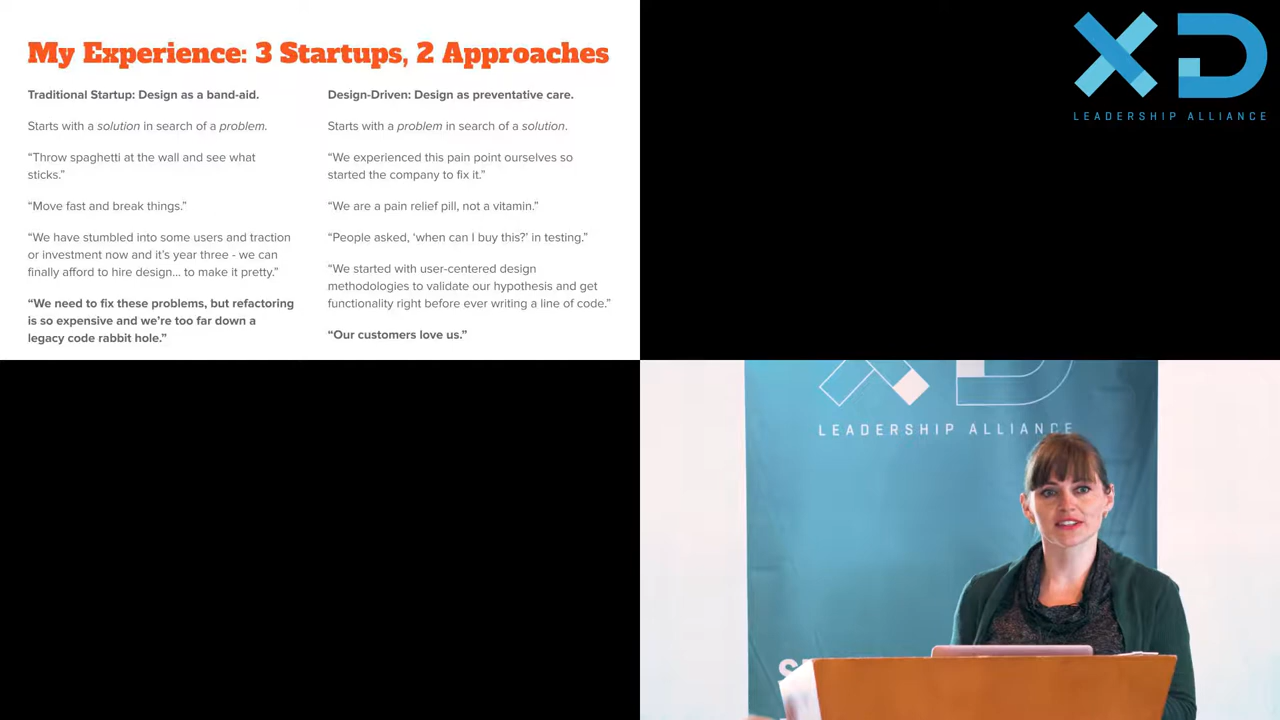 My Experience: 3 Startups, 2 Approaches
Traditional Startup: Design as a band-aid.
Starts with a solution in search of a problem.
“Throw spaghetti at the wall and see what
sticks.”
“Move fast and break things.”
“We have stumbled into some users and traction
or investment now and it’s year three - we can
finally afford to hire design... to make it pretty.”
“We need to fix these problems, but refactoring
is so expensive and we’re too far down a
legacy code rabbit hole.”
Design-Driven: Design as preventative care.
Starts with a problem in search of a solution.
“We experienced this pain point ourselves so
started the company to fix it.”
“We are a pain relief pill, not a vitamin.”
“People asked, ‘when can I buy this?’ in testing.”
“We started with user-centered design
methodologies to validate our hypothesis and get
functionality right before ever writing a line of code.”
“Our customers love us.”
XD
LEADERSHIP ALLIANCE
XD
LEADERSHIP ALLIANCE